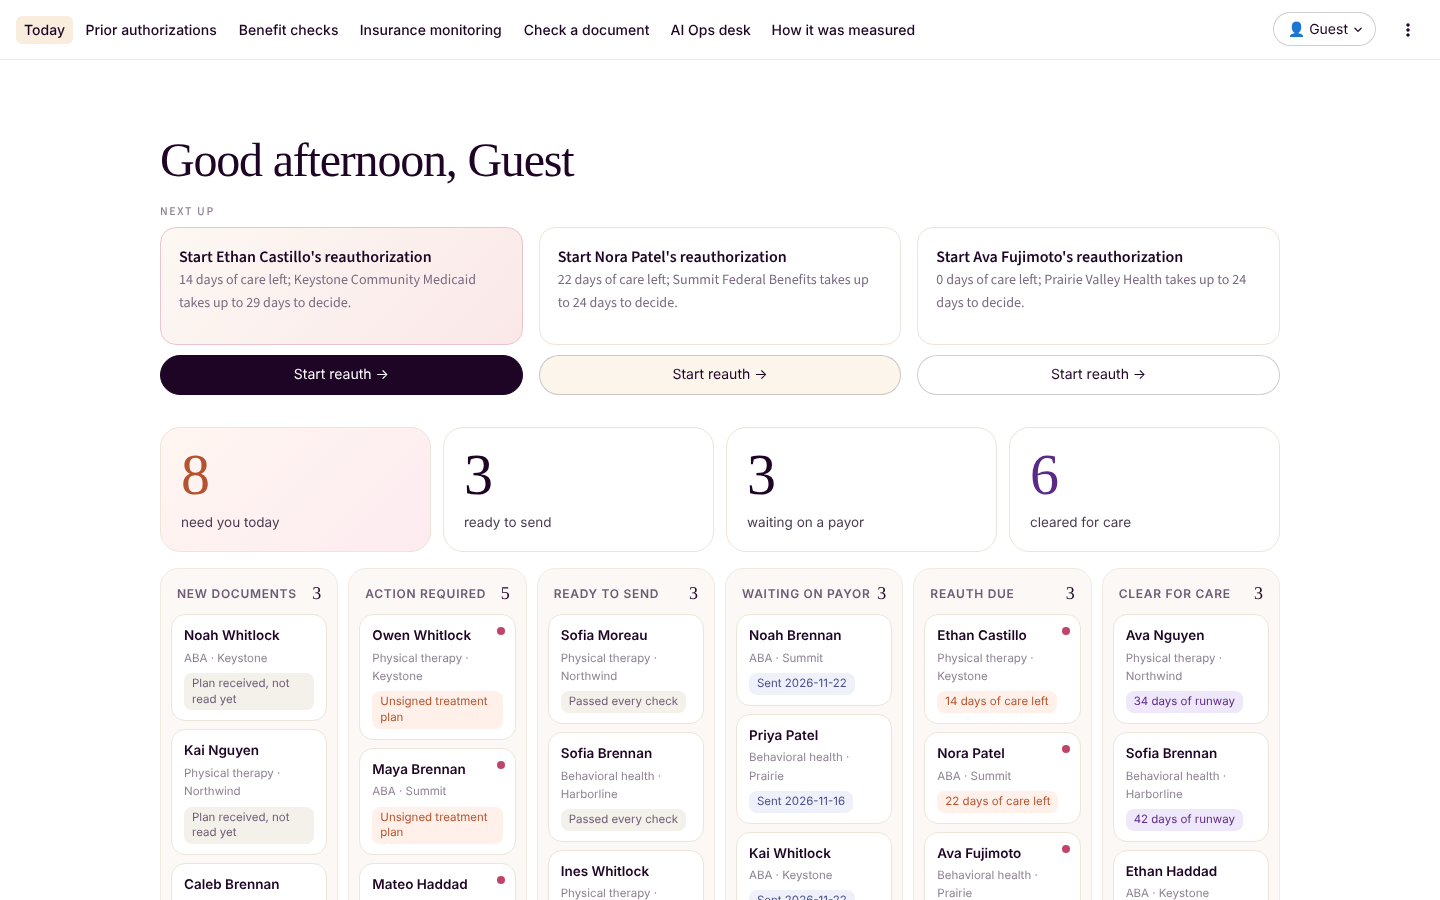 Today
Prior authorizations
Benefit checks
Insurance monitoring
Check a document
AI Ops desk
How it was measured
Guest
Good afternoon, Guest
NEXT UP
Start Ethan Castillo's reauthorization
14 days of care left; Keystone Community Medicaid
takes up to 29 days to decide.
Start reauth →
Start Nora Patel's reauthorization
22 days of care left; Summit Federal Benefits takes up
to 24 days to decide.
Start reauth →
Start Ava Fujimoto's reauthorization
0 days of care left; Prairie Valley Health takes up to 24
days to decide.
Start reauth →
8
need you today
3
ready to send
3
waiting on a payor
6
cleared for care
NEW DOCUMENTS 3
Noah Whitlock
ABA · Keystone
Plan received, not
read yet
Kai Nguyen
Physical therapy ·
Northwind
Plan received, not
read yet
Caleb Brennan
ACTION REQUIRED 5
Owen Whitlock
Physical therapy ·
Keystone
Unsigned treatment
plan
Maya Brennan
ABA · Summit
Unsigned treatment
plan
Mateo Haddad
READY TO SEND 3
Sofia Moreau
Physical therapy ·
Northwind
Passed every check
Sofia Brennan
Behavioral health ·
Harborline
Passed every check
Ines Whitlock
Physical therapy ·
WAITING ON PAYOR 3
Noah Brennan
ABA · Summit
Sent 2026-11-22
Priya Patel
Behavioral health ·
Prairie
Sent 2026-11-16
Kai Whitlock
ABA · Keystone
Sent 2026-11-22
REAUTH DUE 3
Ethan Castillo
Physical therapy ·
Keystone
14 days of care left
Nora Patel
ABA · Summit
22 days of care left
Ava Fujimoto
Behavioral health ·
Prairie
CLEAR FOR CARE 3
Ava Nguyen
Physical therapy ·
Northwind
34 days of runway
Sofia Brennan
Behavioral health ·
Harborline
42 days of runway
Ethan Haddad
ABA · Keystone